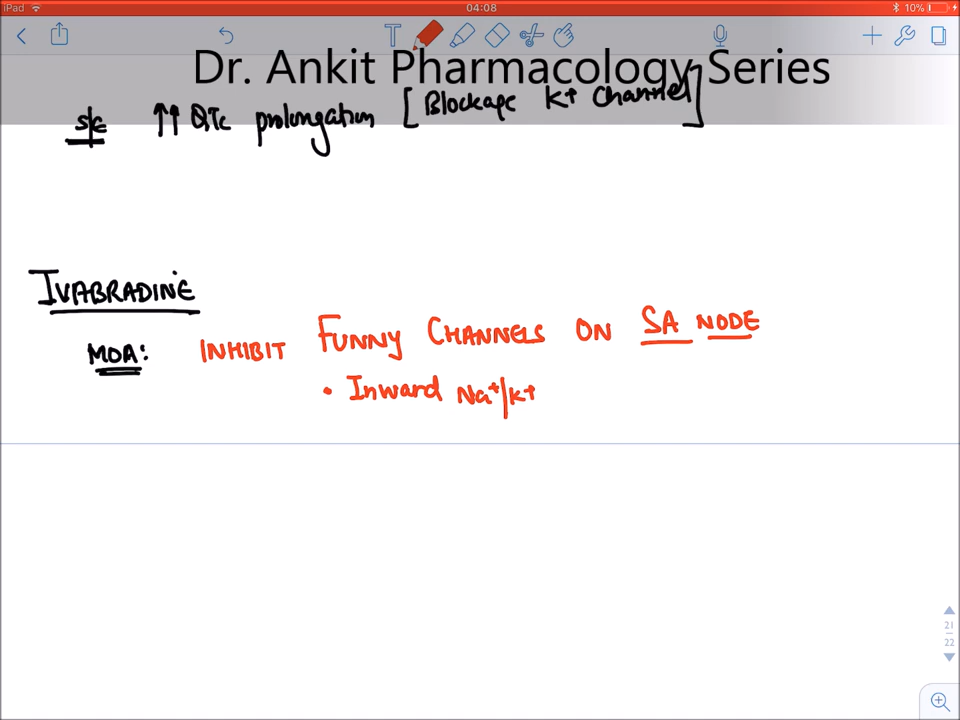 iPad 04:08 10%
T
Dr. Ankit Pharmacology Series
s/e ↑↑ QTc prolongation [Blockage K+ Channel]
IVABRADINE
MOA: INHIBIT FUNNY CHANNELS ON SA NODE
• Inward Na+/K+
21
22